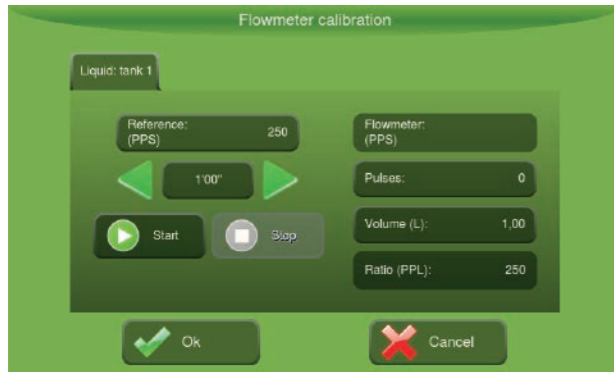 Flowmeter calibration
Liquid: tank 1
Reference:
(PPS)
250
1'00"
Start
Stop
Flowmeter:
(PPS)
Pulses:
0
Volume (L):
1,00
Ratio (PPL):
250
Ok
Cancel